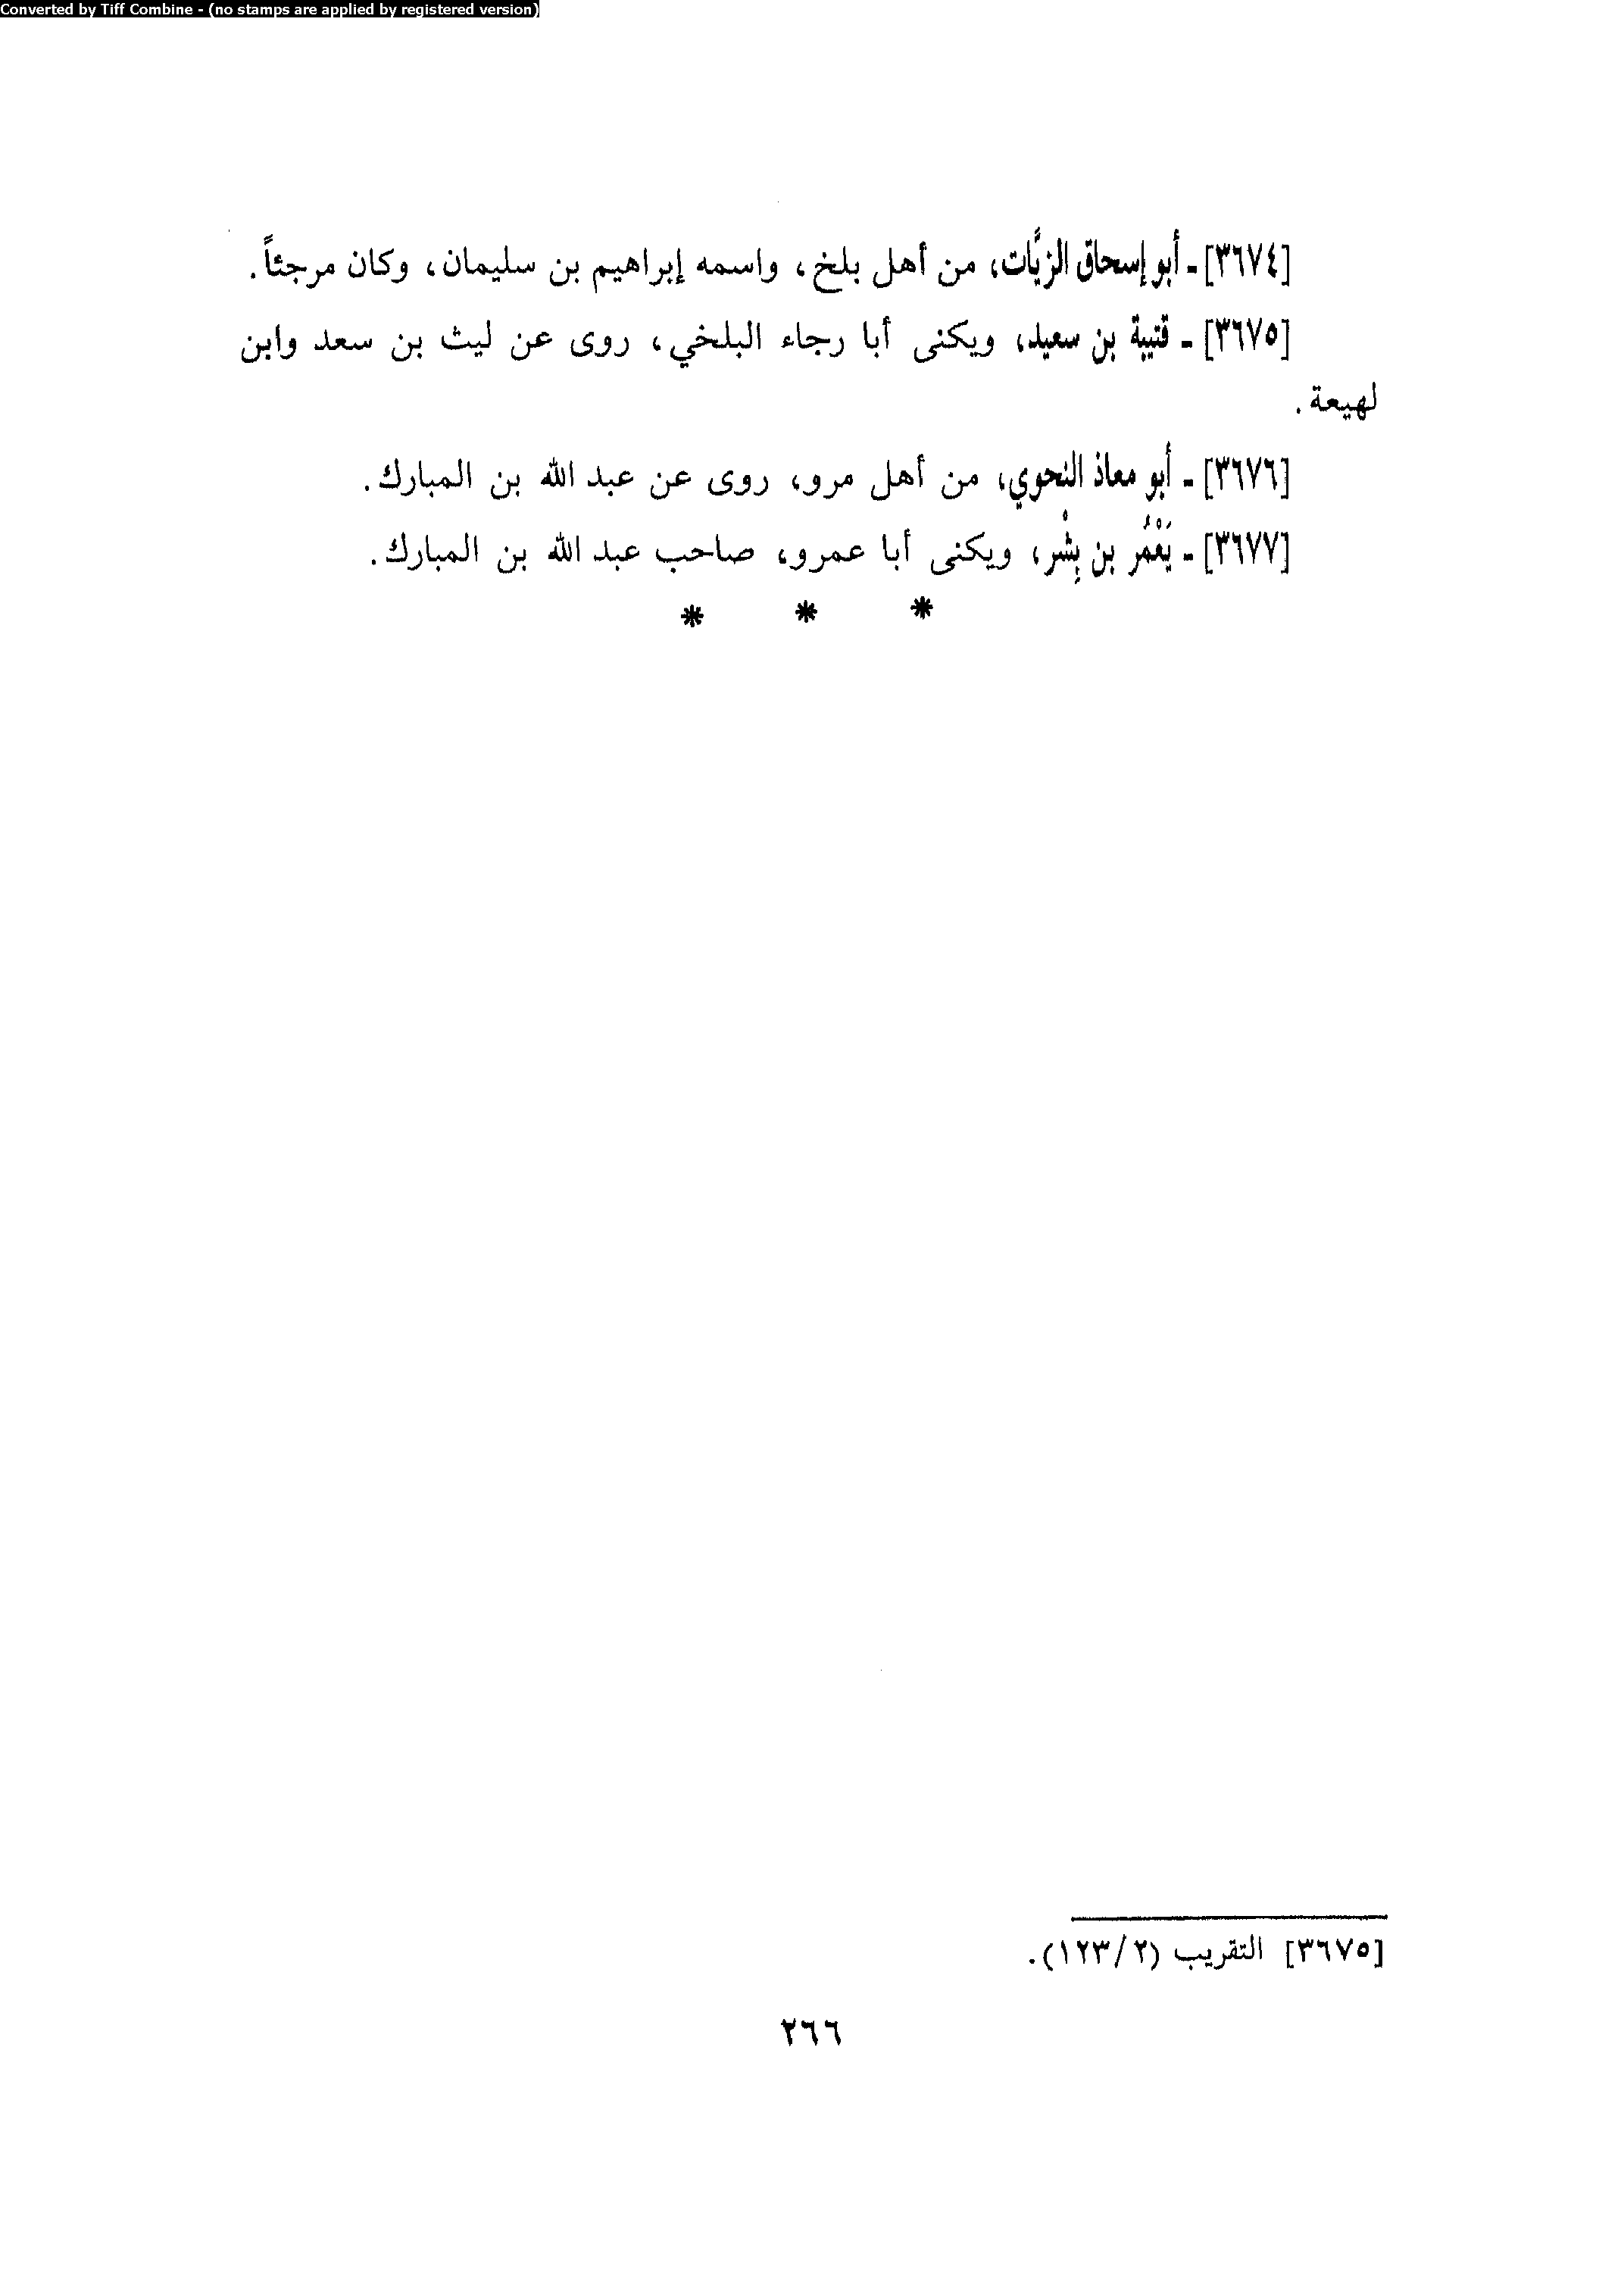 Converted by Tiff Combine - (no stamps are applied by registered version)
[٣٦٧٤] ـ أبو إسحاق الزيَّات، من أهل بلخ، واسمه إبراهيم بن سليمان، وكان مرجئاً.
[٣٦٧٥] ـ قتيبة بن سعيد، ويكنى أبا رجاء البلخي، روى عن ليث بن سعد وابن
لهيعة.
[٣٦٧٦] ـ أبو معاذ النحوي، من أهل مرو، روى عن عبد الله بن المبارك.
[٣٦٧٧] ـ يَعْمُر بن بِشْر، ويكنى أبا عمرو، صاحب عبد الله بن المبارك.
* * *
[٣٦٧٥] التقريب (٢/ ١٢٣).
٢٦٦